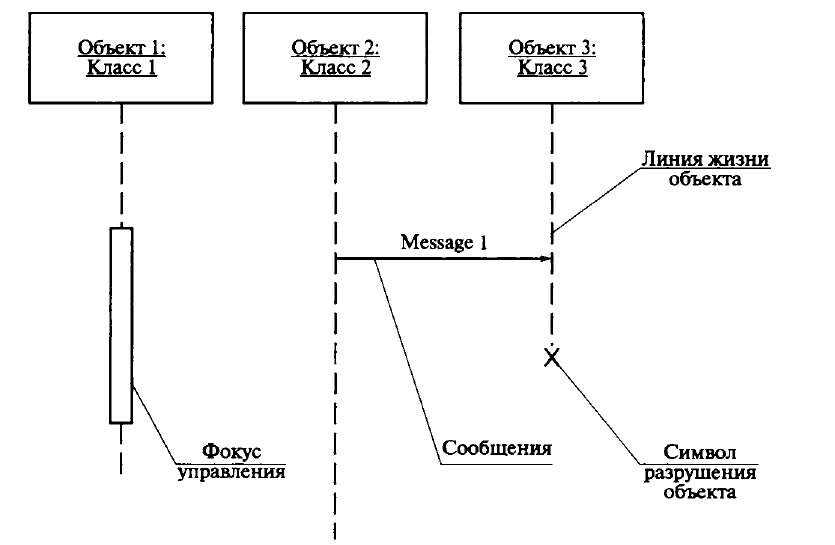 Объект 1:
Класс 1
Объект 2:
Класс 2
Объект 3:
Класс 3
Линия жизни
объекта
Message 1
Фокус
управления
Сообщения
Символ
разрушения
объекта